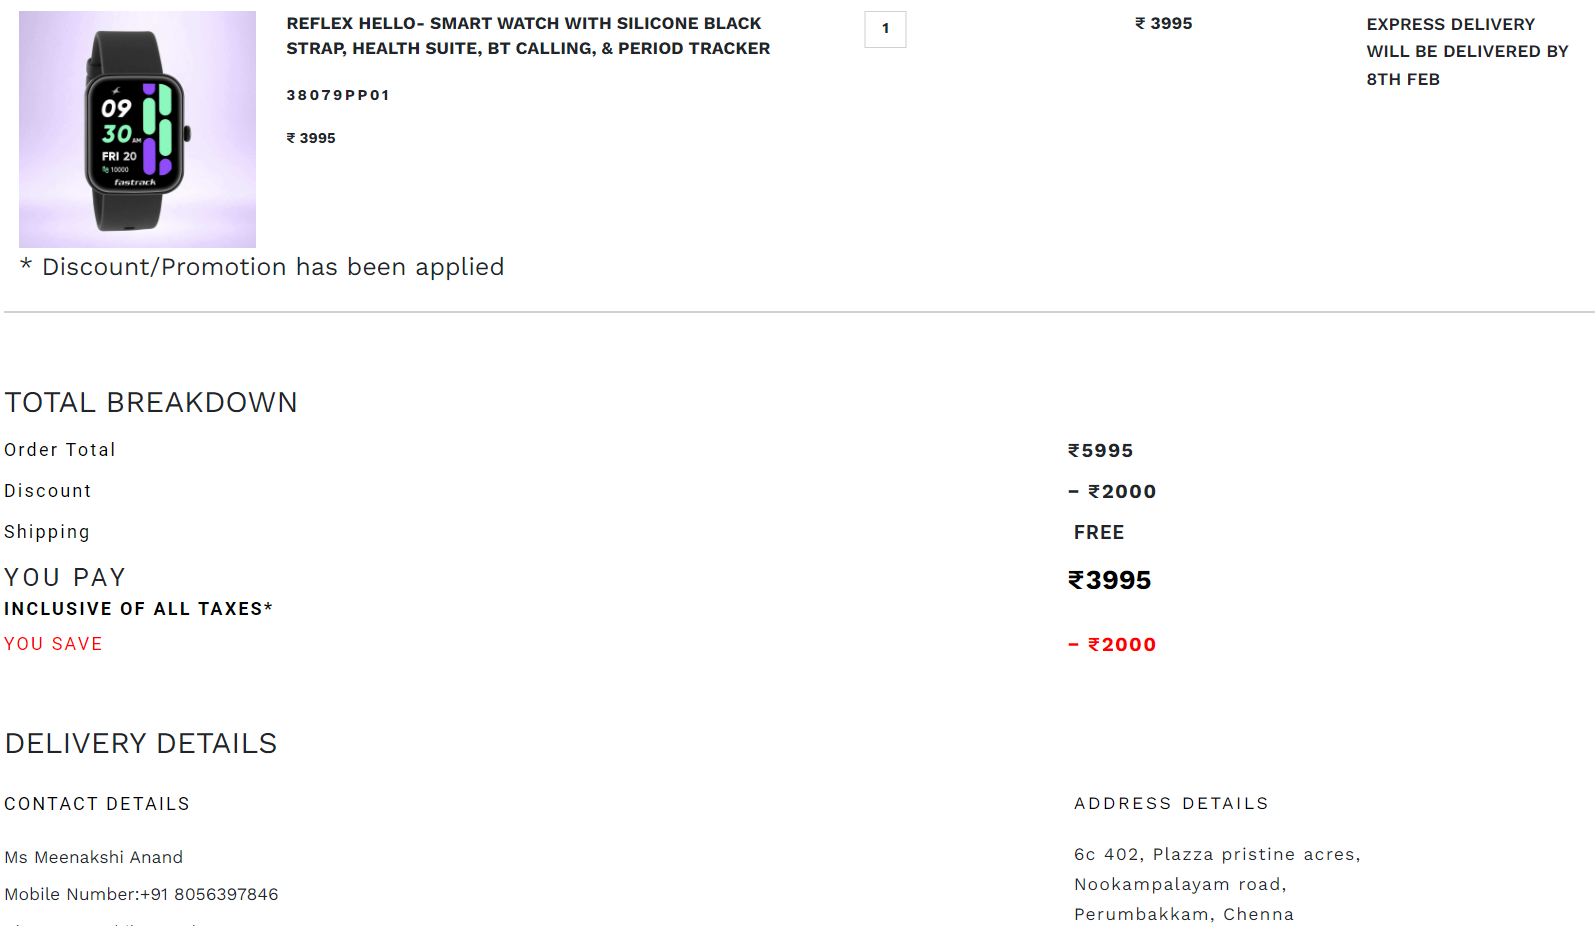 REFLEX HELLO- SMART WATCH WITH SILICONE BLACK
STRAP, HEALTH SUITE, BT CALLING, & PERIOD TRACKER
38079PP01
₹ 3995
1
₹ 3995
EXPRESS DELIVERY
WILL BE DELIVERED BY
8TH FEB
09
30 AM
FRI 20
10000
fastrack
* Discount/Promotion has been applied
TOTAL BREAKDOWN
Order Total ₹5995
Discount – ₹2000
Shipping FREE
YOU PAY ₹3995
INCLUSIVE OF ALL TAXES*
YOU SAVE – ₹2000
DELIVERY DETAILS
CONTACT DETAILS
Ms Meenakshi Anand
Mobile Number:+91 8056397846
ADDRESS DETAILS
6c 402, Plazza pristine acres,
Nookampalayam road,
Perumbakkam, Chenna